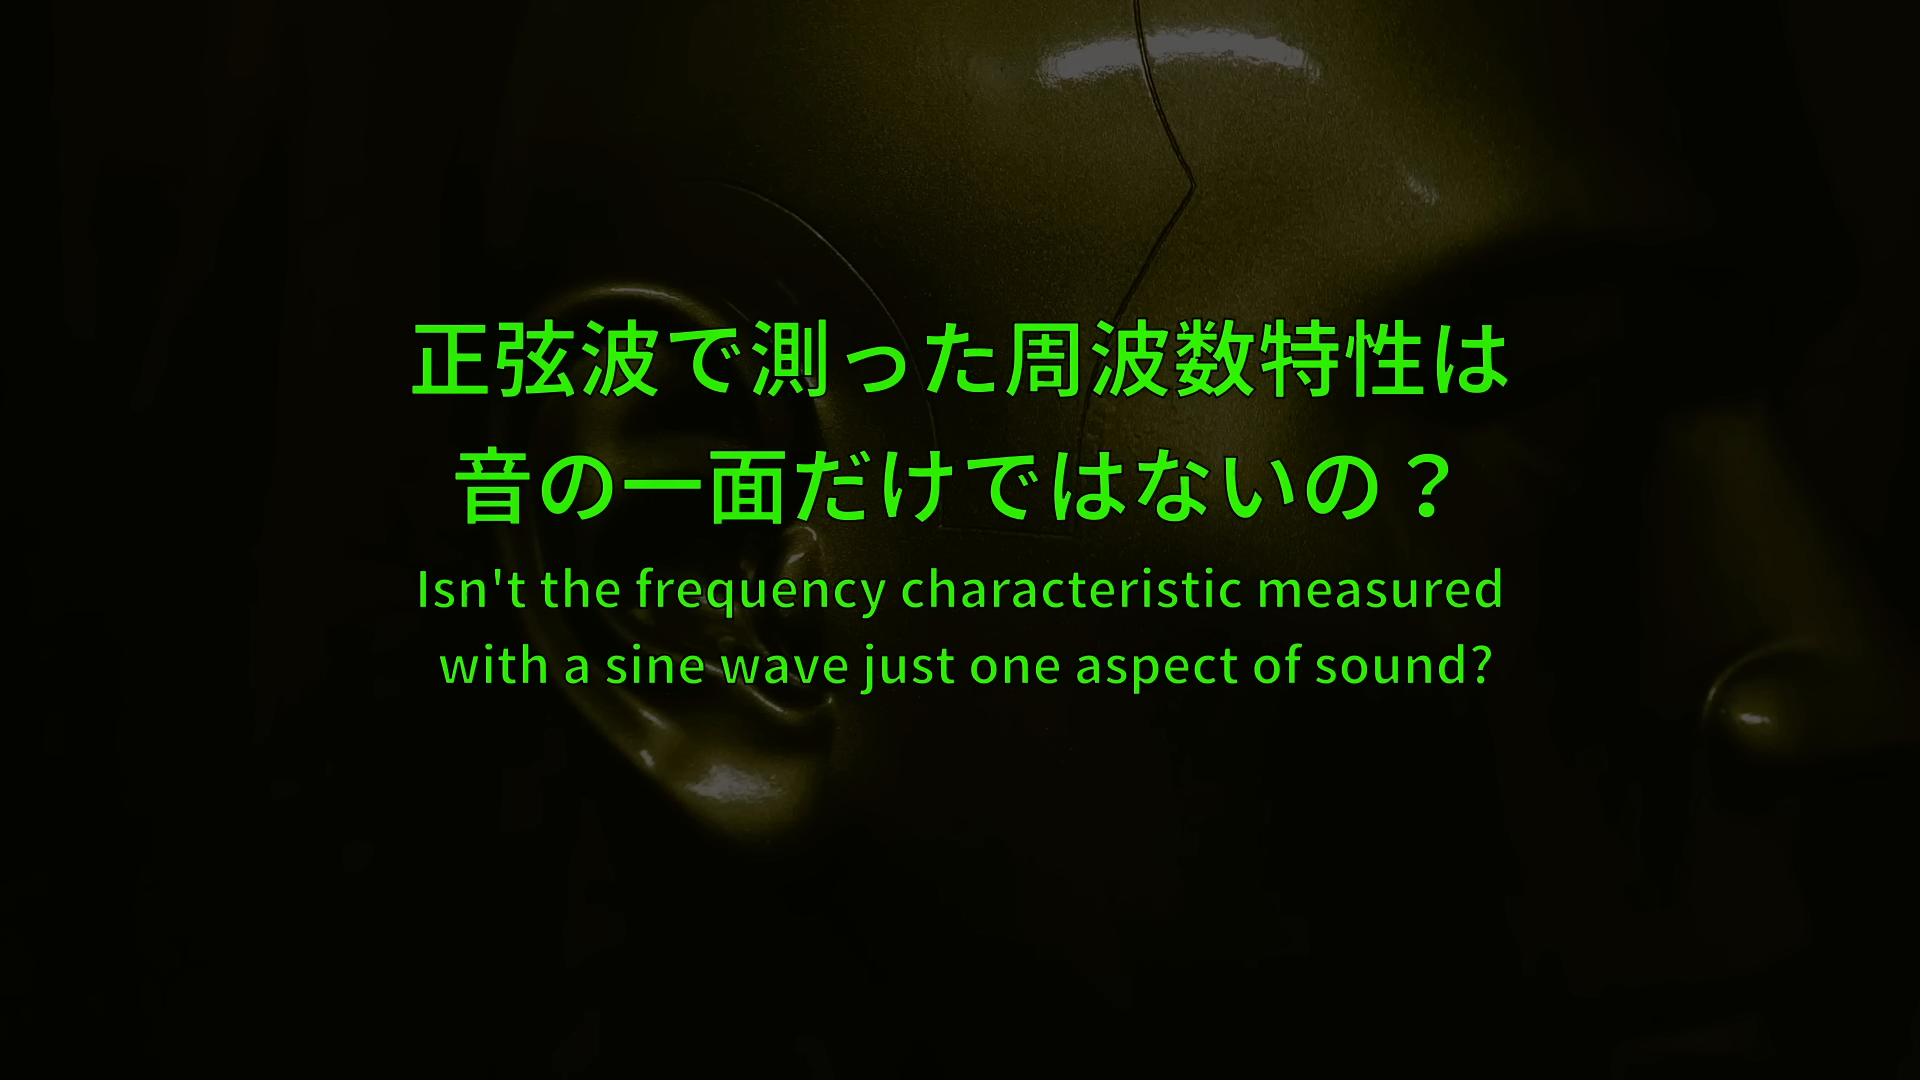 正弦波で測った周波数特性は
音の一面だけではないの？
Isn't the frequency characteristic measured
with a sine wave just one aspect of sound?